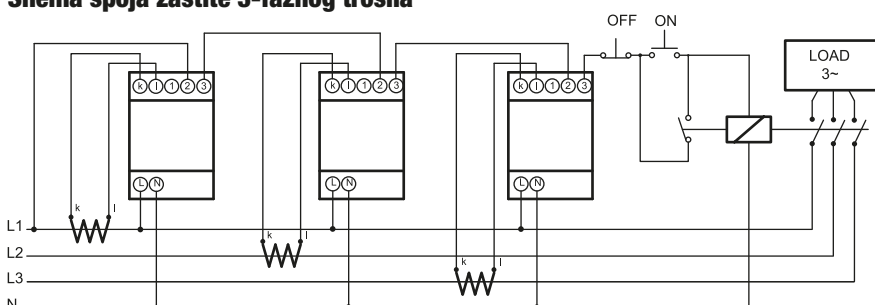 Shema spoja zaštite 3-faznog trošila
OFF ON
LOAD
3~
k l 1 2 3
k l 1 2 3
k l 1 2 3
L N
L N
L N
k l
L1
k l
L2
k l
L3
N